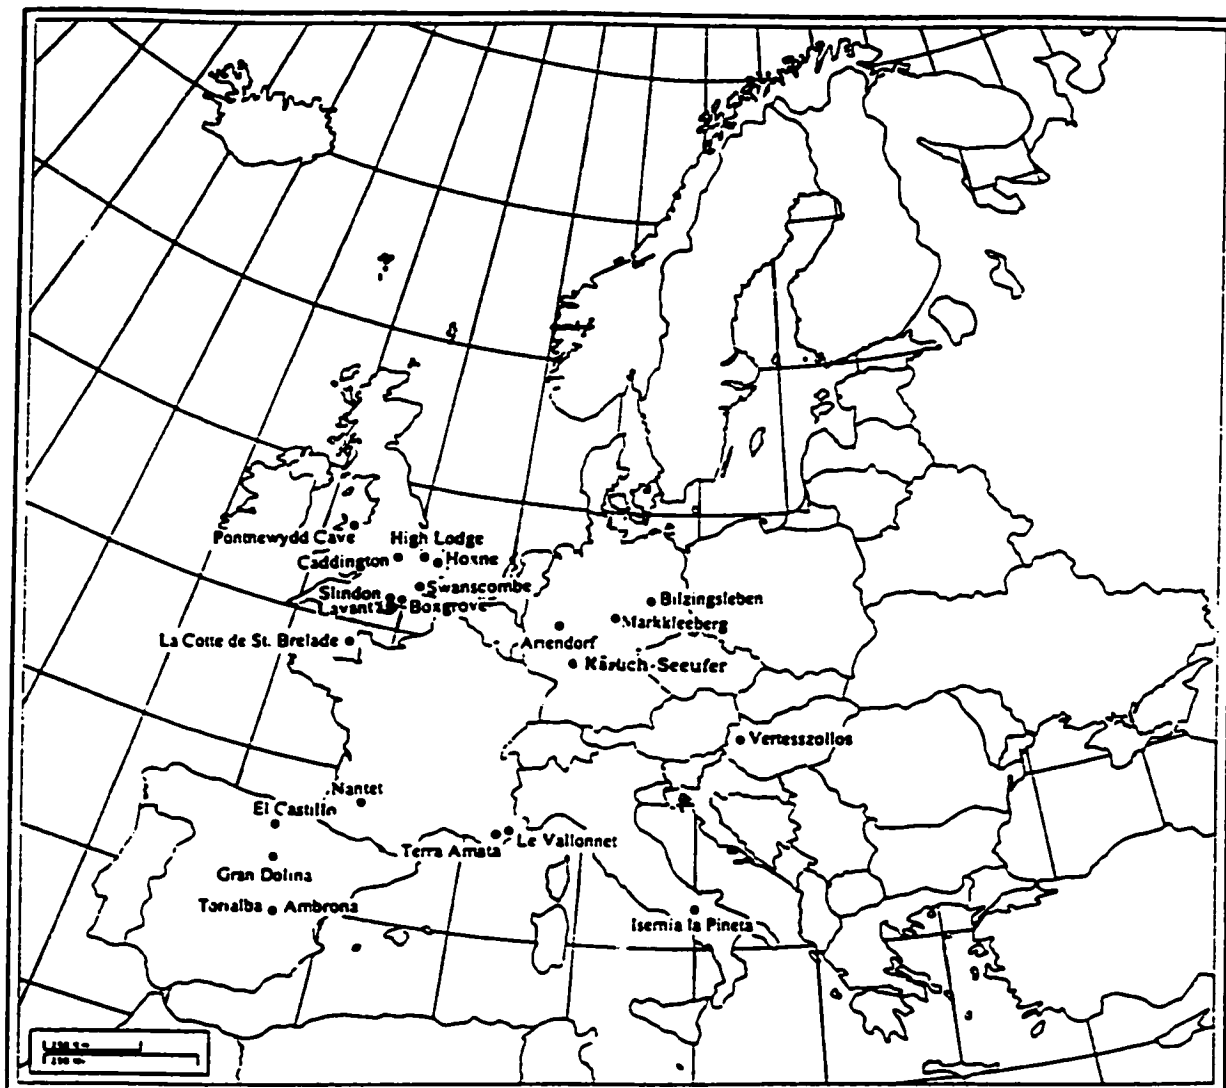 Pontnewydd Cave
High Lodge
Caddington
Hoxne
Swanscombe
Slindon
Lavant
Boxgrove
La Cotte de St. Brelade
Bilzingsleben
Markkleeberg
Ariendorf
Kärlich-Seeufer
Vertesszollos
Nantet
El Castillo
Le Vallonnet
Terra Amata
Gran Dolina
Torralba
Ambrona
Isernia la Pineta